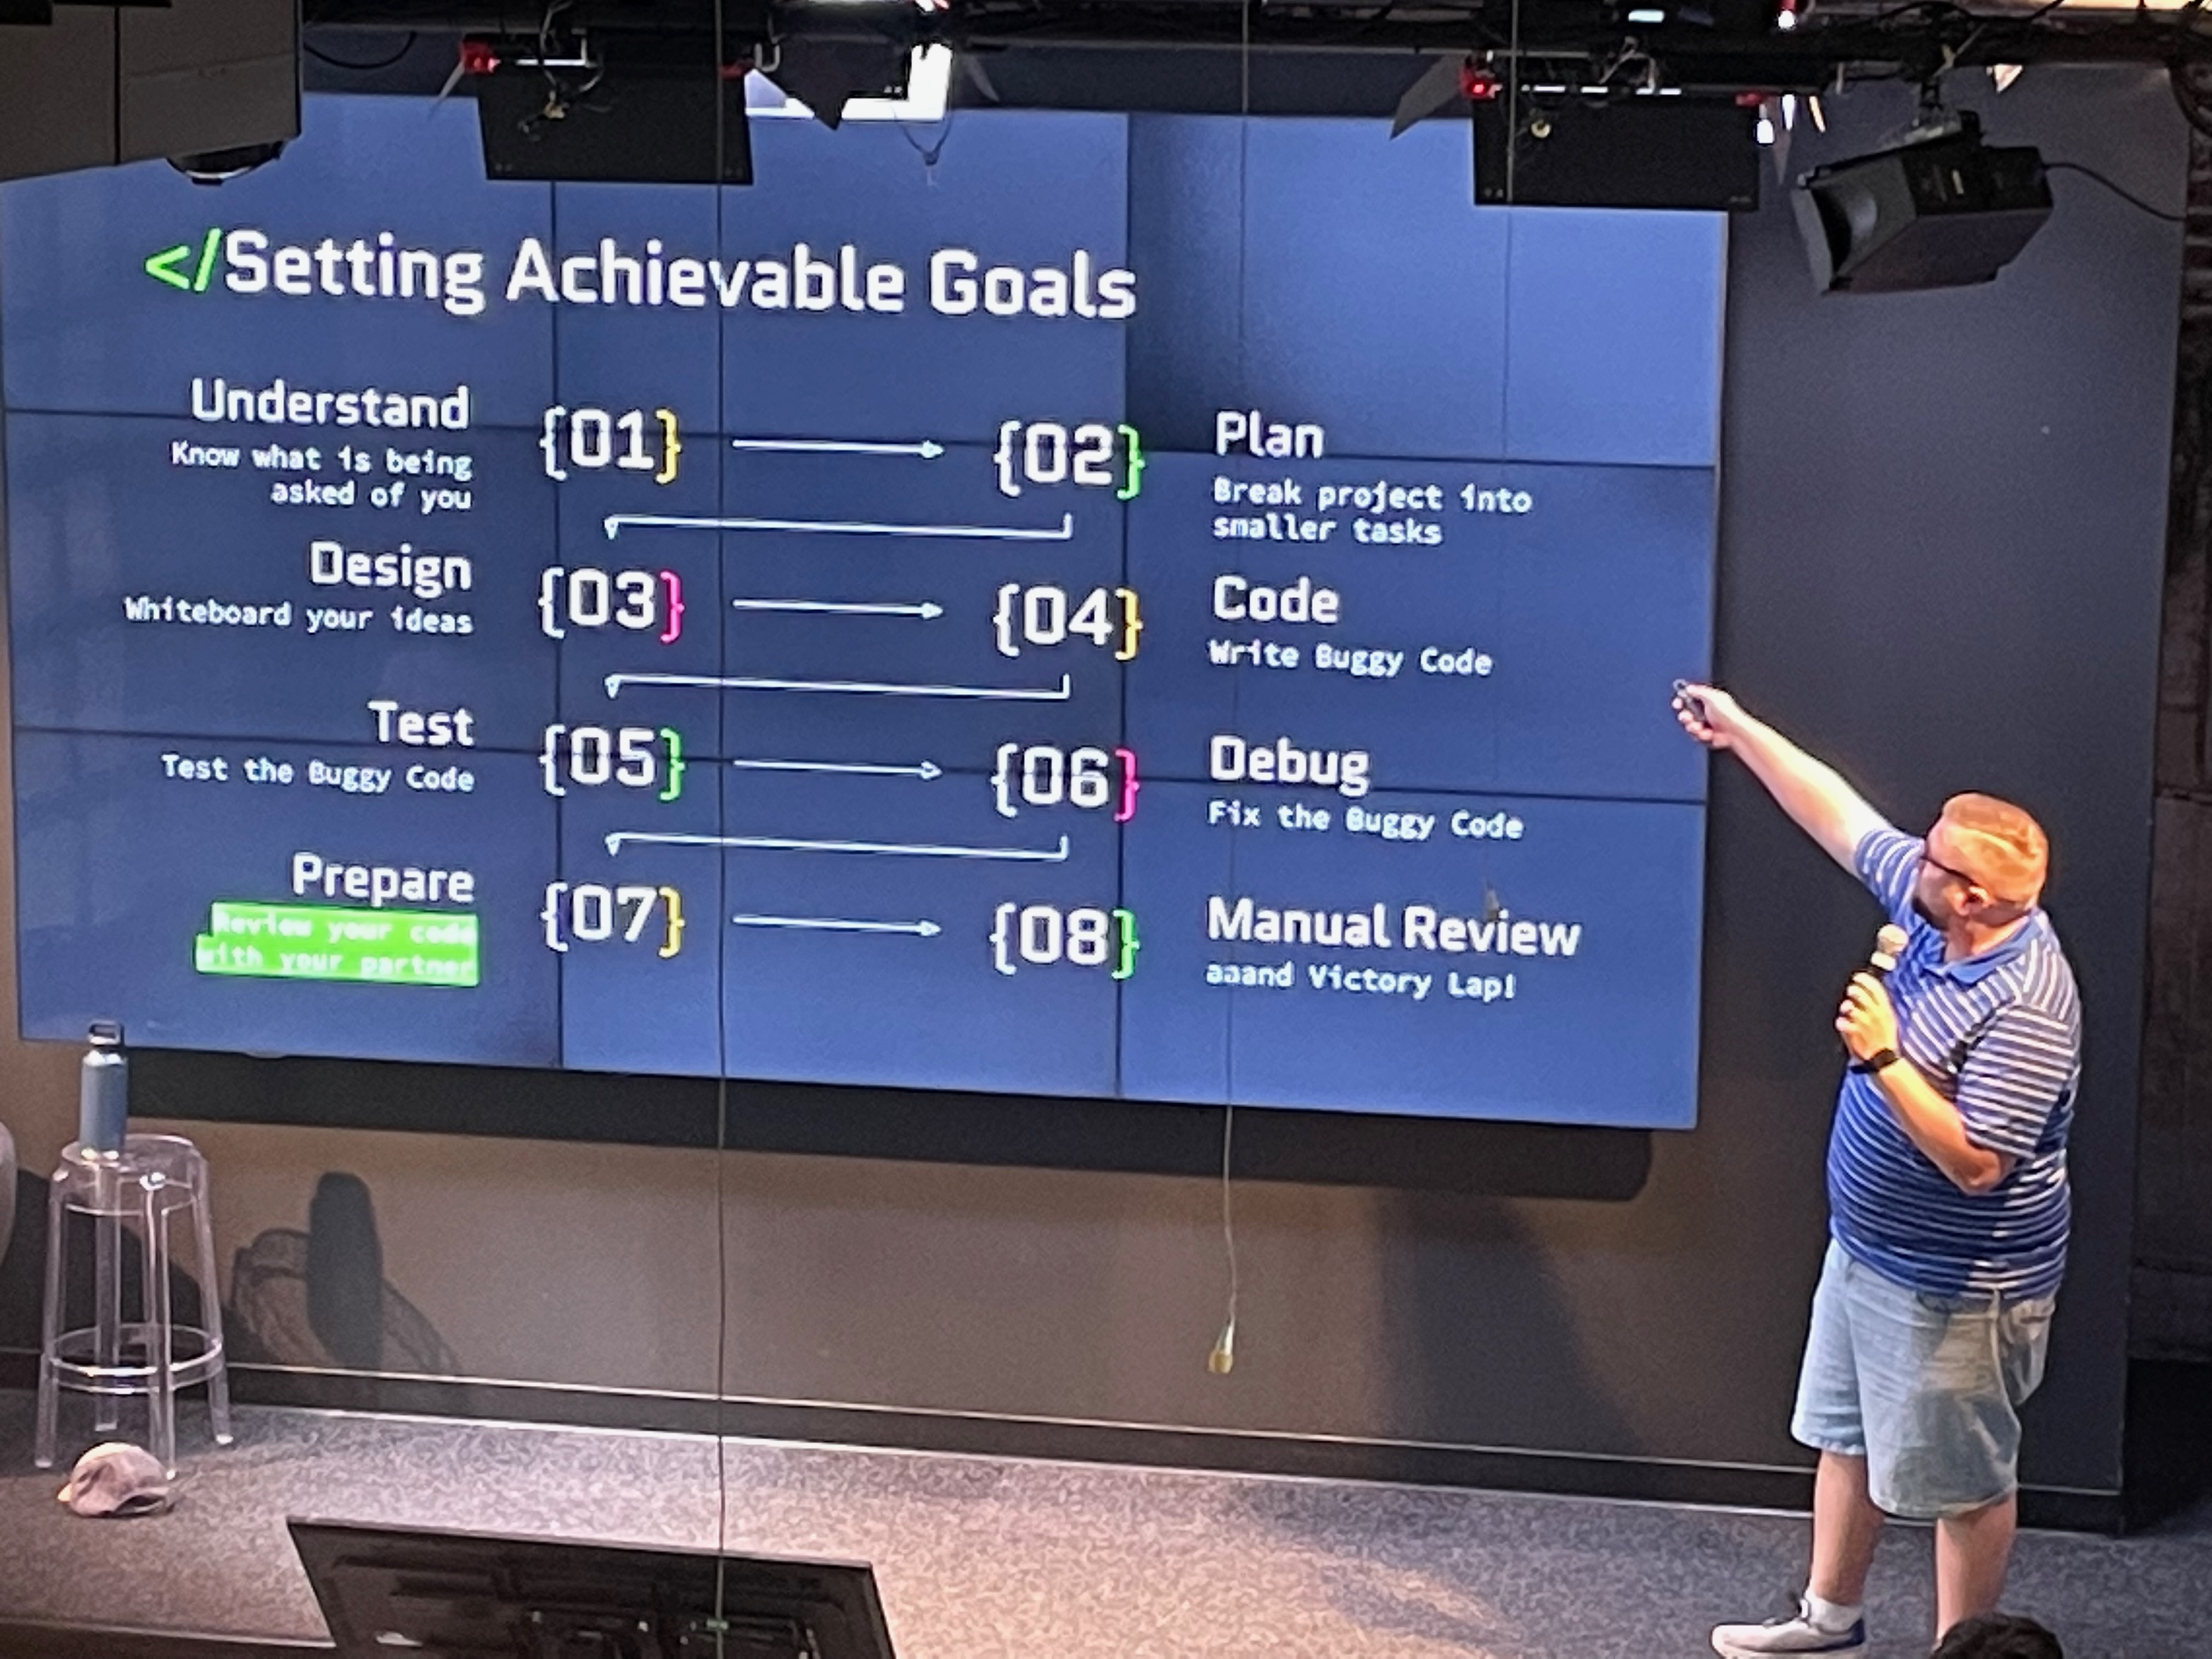 </Setting Achievable Goals
Understand
Know what is being
asked of you
{01}
{02}
Plan
Break project into
smaller tasks
Design
Whiteboard your ideas
{03}
{04}
Code
Write Buggy Code
Test
Test the Buggy Code
{05}
{06}
Debug
Fix the Buggy Code
Prepare
Review your code
with your partner
{07}
{08}
Manual Review
aaand Victory Lap!